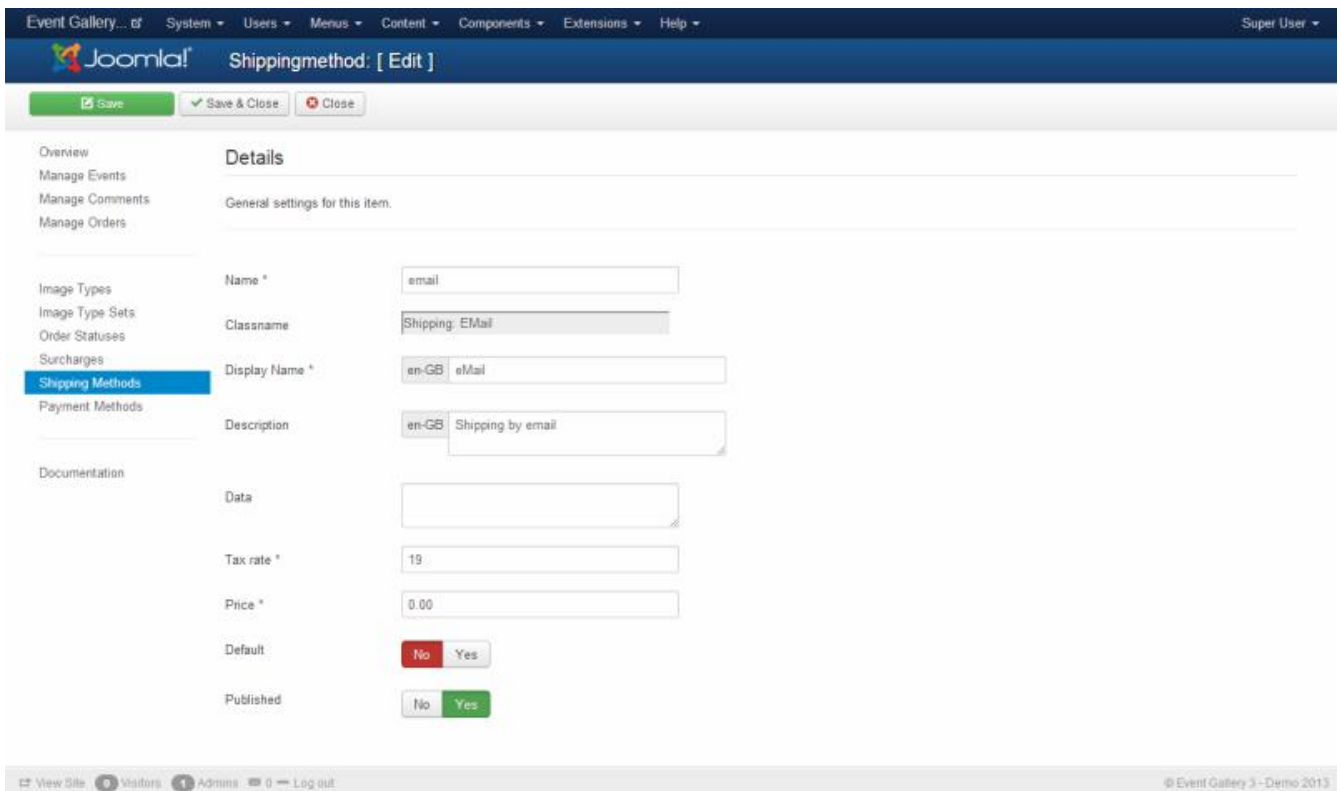 Event Gallery... System Users Menus Content Components Extensions Help Super User
Joomla! Shippingmethod: [ Edit ]
Save Save & Close Close
Overview
Manage Events
Manage Comments
Manage Orders
Image Types
Image Type Sets
Order Statuses
Surcharges
Shipping Methods
Payment Methods
Documentation
Details
General settings for this item.
Name * email
Classname Shipping: EMail
Display Name * en-GB eMail
Description en-GB Shipping by email
Data
Tax rate * 19
Price * 0.00
Default No Yes
Published No Yes
View Site 0 Visitors 1 Admins 0 Log out © Event Gallery 3 - Demo 2013